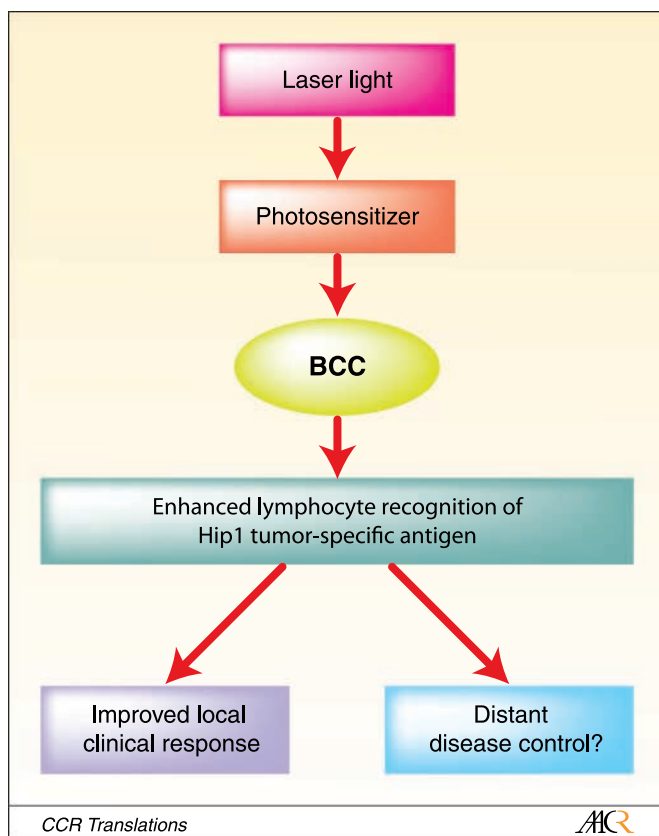 Laser light
Photosensitizer
BCC
Enhanced lymphocyte recognition of
Hip1 tumor-specific antigen
Improved local
clinical response
Distant
disease control?
CCR Translations
AACR